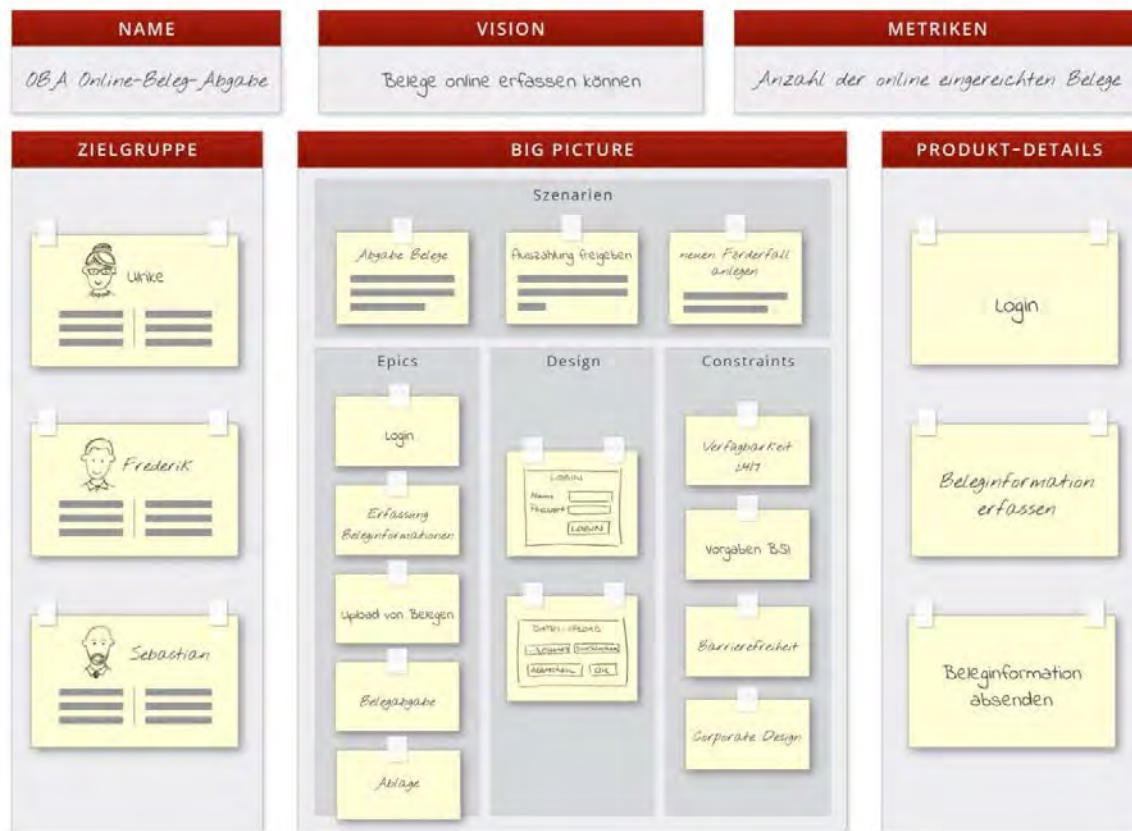 NAME
OBA Online-Beleg-Abgabe
VISION
Belege online erfassen können
METRIKEN
Anzahl der online eingereichten Belege
ZIELGRUPPE
Ulrike
Frederik
Sebastian
BIG PICTURE
Szenarien
Abgabe Belege
Auszahlung freigeben
neuen Förderfall
anlegen
Epics
Login
Erfassung
Beleginformationen
Upload von Belegen
Belegabgabe
Ablage
Design
LOGIN
Name
Passwort
LOGIN
DATEI-UPLOAD
OK
Constraints
Verfügbarkeit
24/7
Vorgaben BSI
Barrierefreiheit
Corporate Design
PRODUKT-DETAILS
Login
Beleginformation
erfassen
Beleginformation
absenden